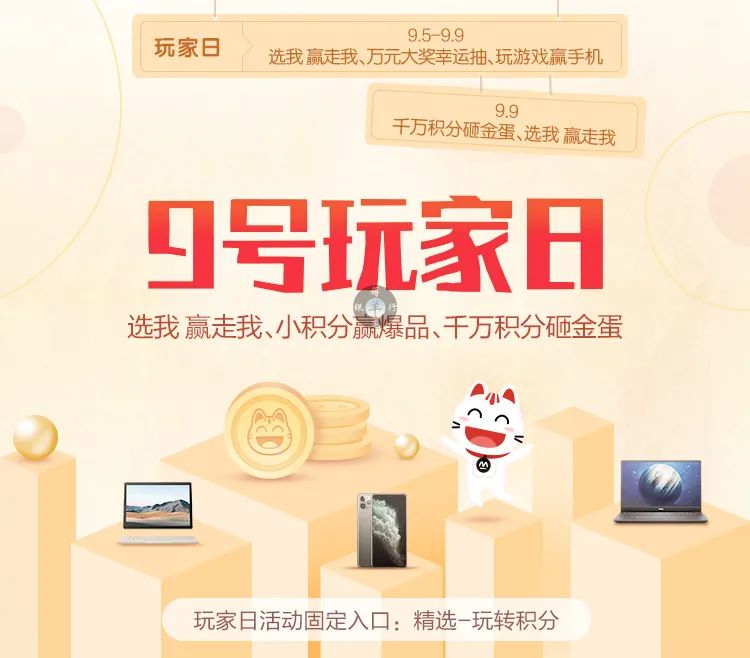 玩家日
9.5-9.9
选我 赢走我、万元大奖幸运抽、玩游戏赢手机
9.9
千万积分砸金蛋、选我 赢走我
9号玩家日
选我 赢走我、小积分赢爆品、千万积分砸金蛋
玩家日活动固定入口：精选-玩转积分